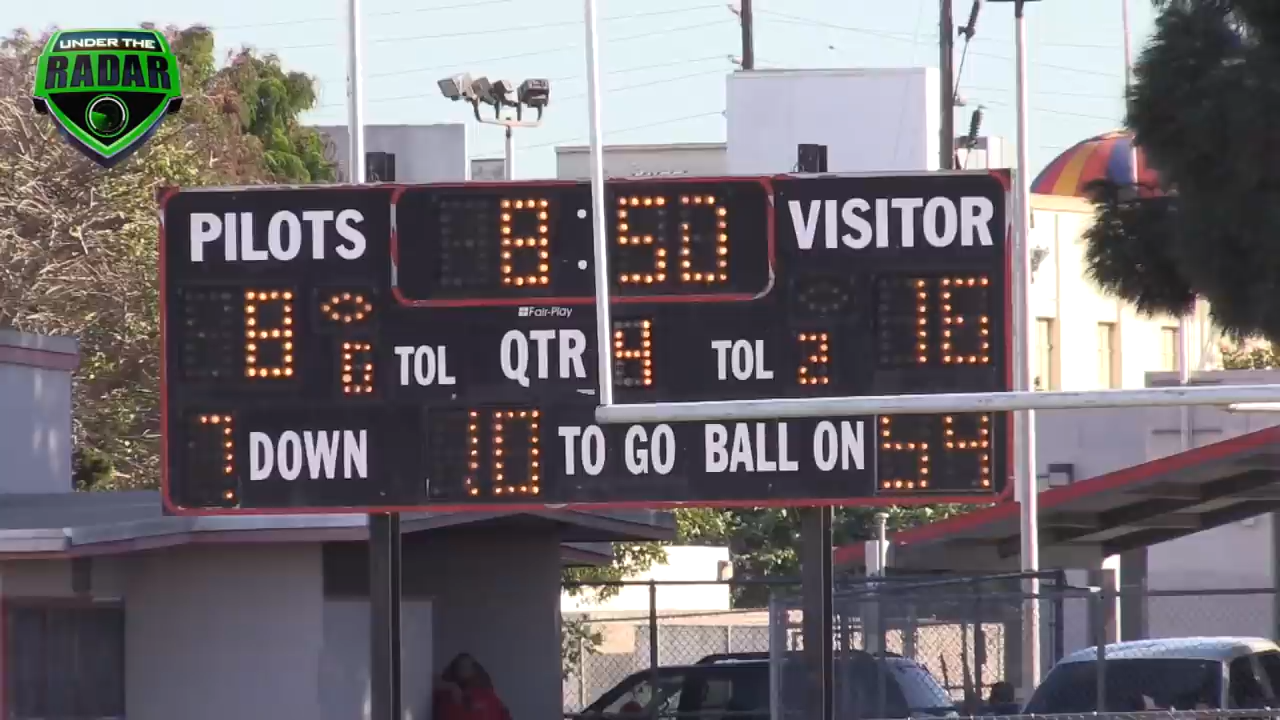 UNDER THE
RADAR
PILOTS 8:50 VISITOR
Fair-Play
8 TOL QTR 4 TOL 2 16
DOWN 10 TO GO BALL ON 54